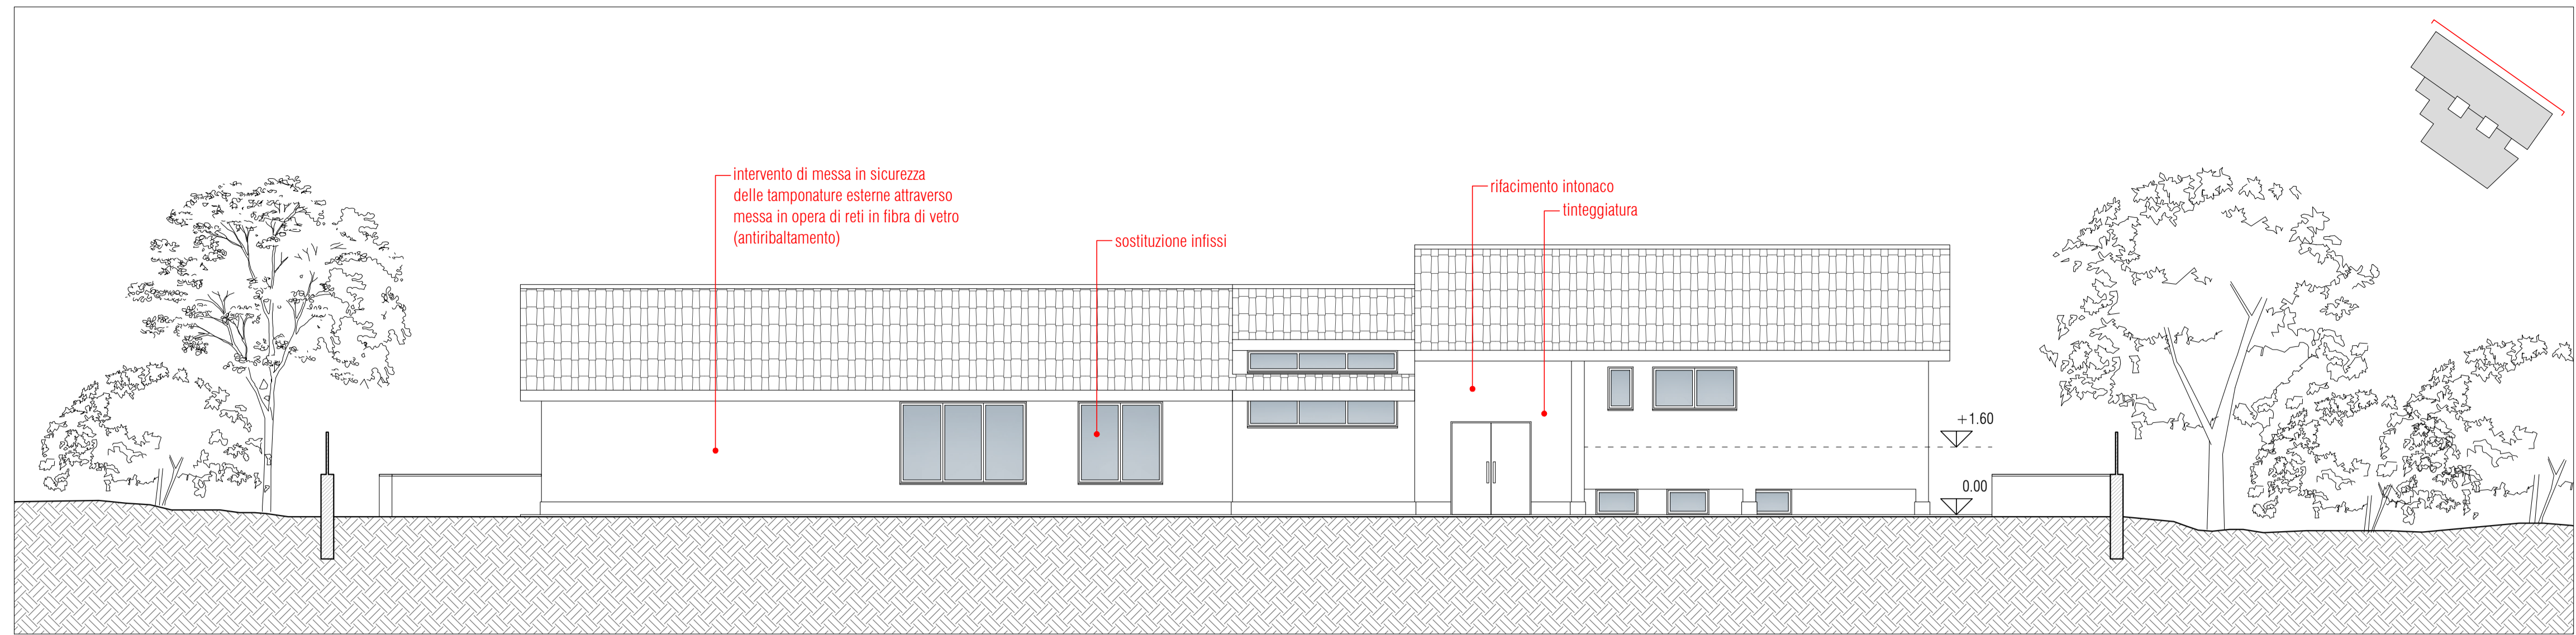 intervento di messa in sicurezza
delle tamponature esterne attraverso
messa in opera di reti in fibra di vetro
(antiribaltamento)
sostituzione infissi
rifacimento intonaco
tinteggiatura
+1.60
0.00